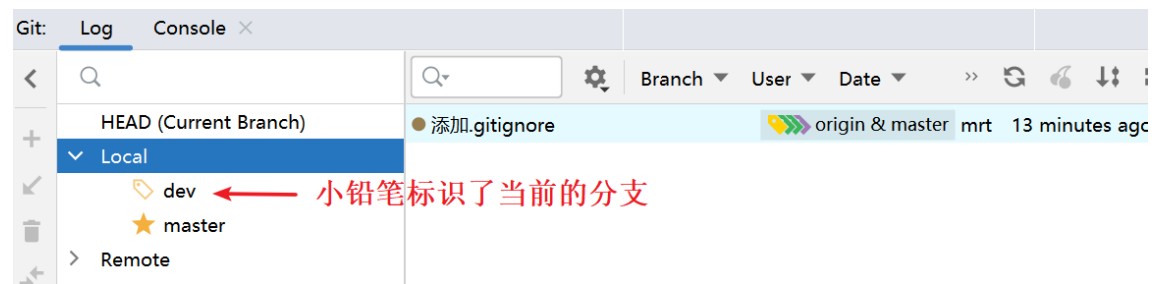 Git: Log Console
Branch User Date
HEAD (Current Branch)
添加.gitignore origin & master mrt 13 minutes ago
Local
dev 小铅笔标识了当前的分支
master
Remote